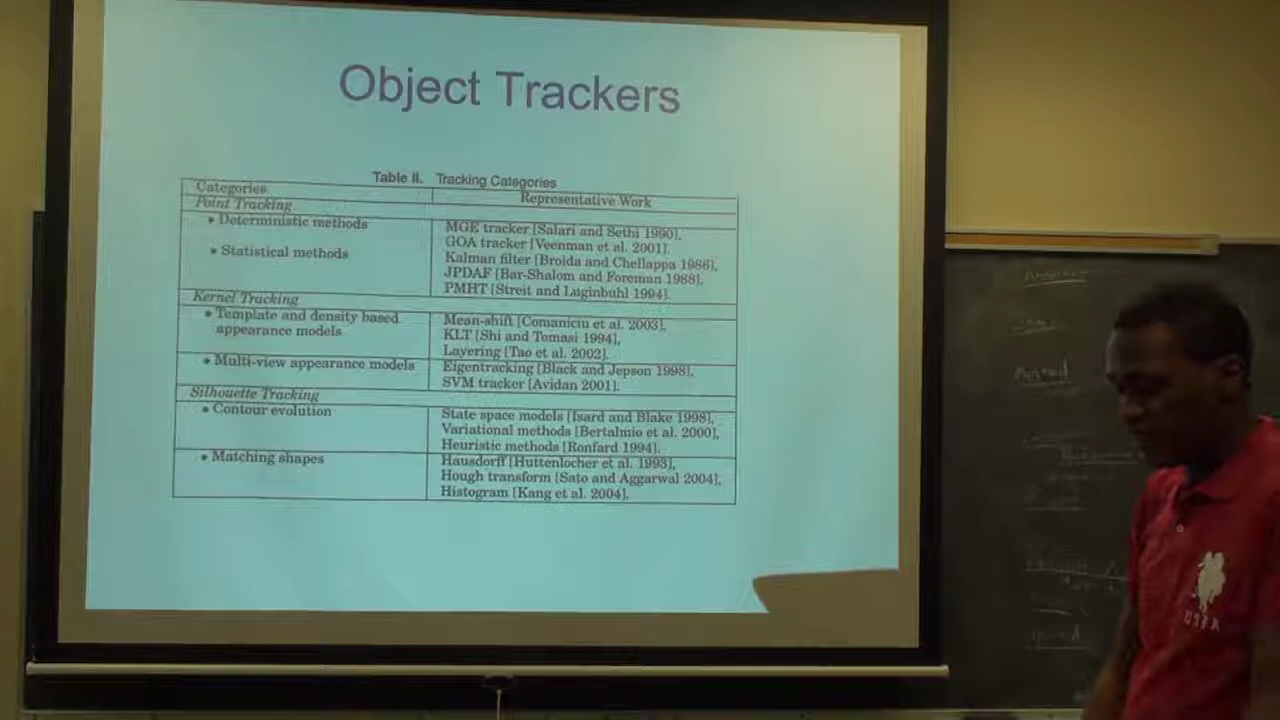 Object Trackers
Table II. Tracking Categories
Categories Representative Work
Point Tracking
• Deterministic methods MGE tracker [Salari and Sethi 1990],
GOA tracker [Veenman et al. 2001].
• Statistical methods Kalman filter [Broida and Chellappa 1986],
JPDAF [Bar-Shalom and Foreman 1988],
PMHT [Streit and Luginbuhl 1994].
Kernel Tracking
• Template and density based Mean-shift [Comaniciu et al. 2003],
appearance models KLT [Shi and Tomasi 1994],
Layering [Tao et al. 2002].
• Multi-view appearance models Eigentracking [Black and Jepson 1998],
SVM tracker [Avidan 2001].
Silhouette Tracking
• Contour evolution State space models [Isard and Blake 1998],
Variational methods [Bertalmio et al. 2000],
Heuristic methods [Ronfard 1994].
• Matching shapes Hausdorff [Huttenlocher et al. 1993],
Hough transform [Sato and Aggarwal 2004],
Histogram [Kang et al. 2004].
USPA